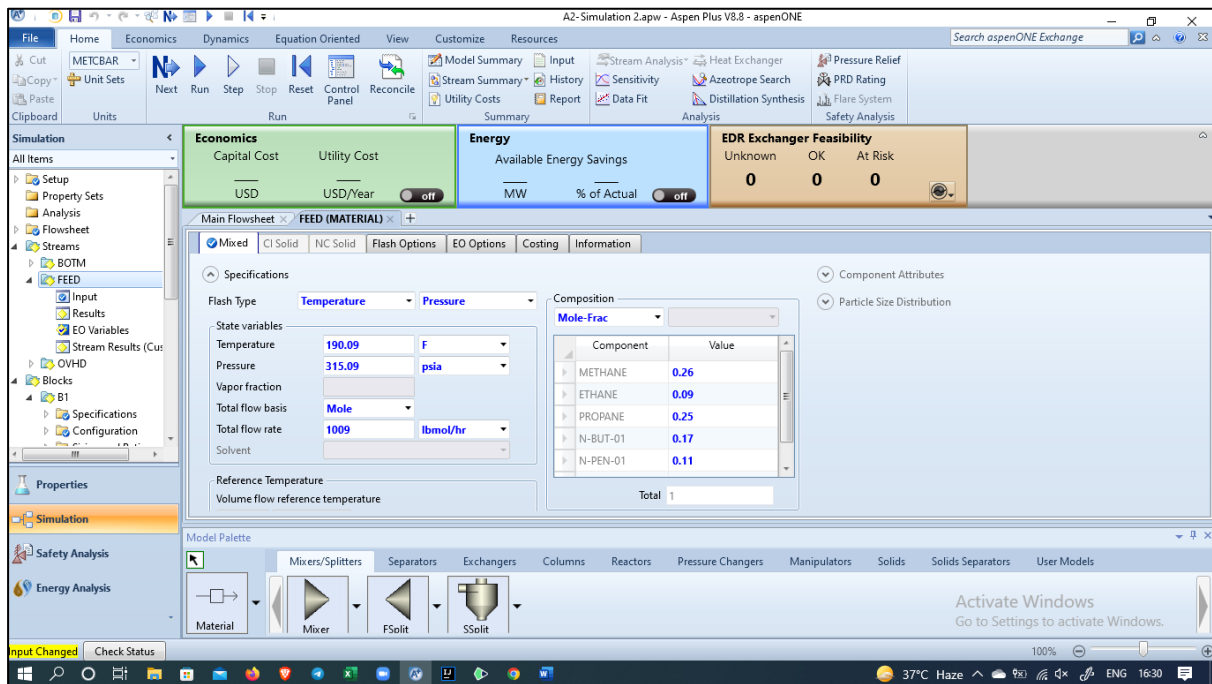 A2- Simulation 2.apw - Aspen Plus V8.8 - aspenONE
File Home Economics Dynamics Equation Oriented View Customize Resources Search aspenONE Exchange
Cut METCBAR Model Summary Input Stream Analysis Heat Exchanger Pressure Relief
Copy Unit Sets Next Run Step Stop Reset Control Panel Reconcile Stream Summary History Sensitivity Azeotrope Search PRD Rating
Paste Utility Costs Report Data Fit Distillation Synthesis Flare System
Clipboard Units Run Summary Analysis Safety Analysis
Simulation
All Items
Setup
Property Sets
Analysis
Flowsheet
Streams
BOTM
FEED
Input
Results
EO Variables
Stream Results (Cus
OVHD
Blocks
B1
Specifications
Configuration
Properties
Simulation
Safety Analysis
Energy Analysis
Economics
Capital Cost Utility Cost
USD USD/Year off
Energy
Available Energy Savings
MW % of Actual off
EDR Exchanger Feasibility
Unknown OK At Risk
0 0 0
Main Flowsheet FEED (MATERIAL) +
Mixed CI Solid NC Solid Flash Options EO Options Costing Information
Specifications
Flash Type Temperature Pressure
State variables
Temperature 190.09 F
Pressure 315.09 psia
Vapor fraction
Total flow basis Mole
Total flow rate 1009 lbmol/hr
Solvent
Reference Temperature
Volume flow reference temperature
Composition
Mole-Frac
Component Value
METHANE 0.26
ETHANE 0.09
PROPANE 0.25
N-BUT-01 0.17
N-PEN-01 0.11
Total 1
Component Attributes
Particle Size Distribution
Model Palette
Mixers/Splitters Separators Exchangers Columns Reactors Pressure Changers Manipulators Solids Solids Separators User Models
Material Mixer FSplit SSplit
Activate Windows
Go to Settings to activate Windows.
Input Changed Check Status 100%
37°C Haze ENG 16:30